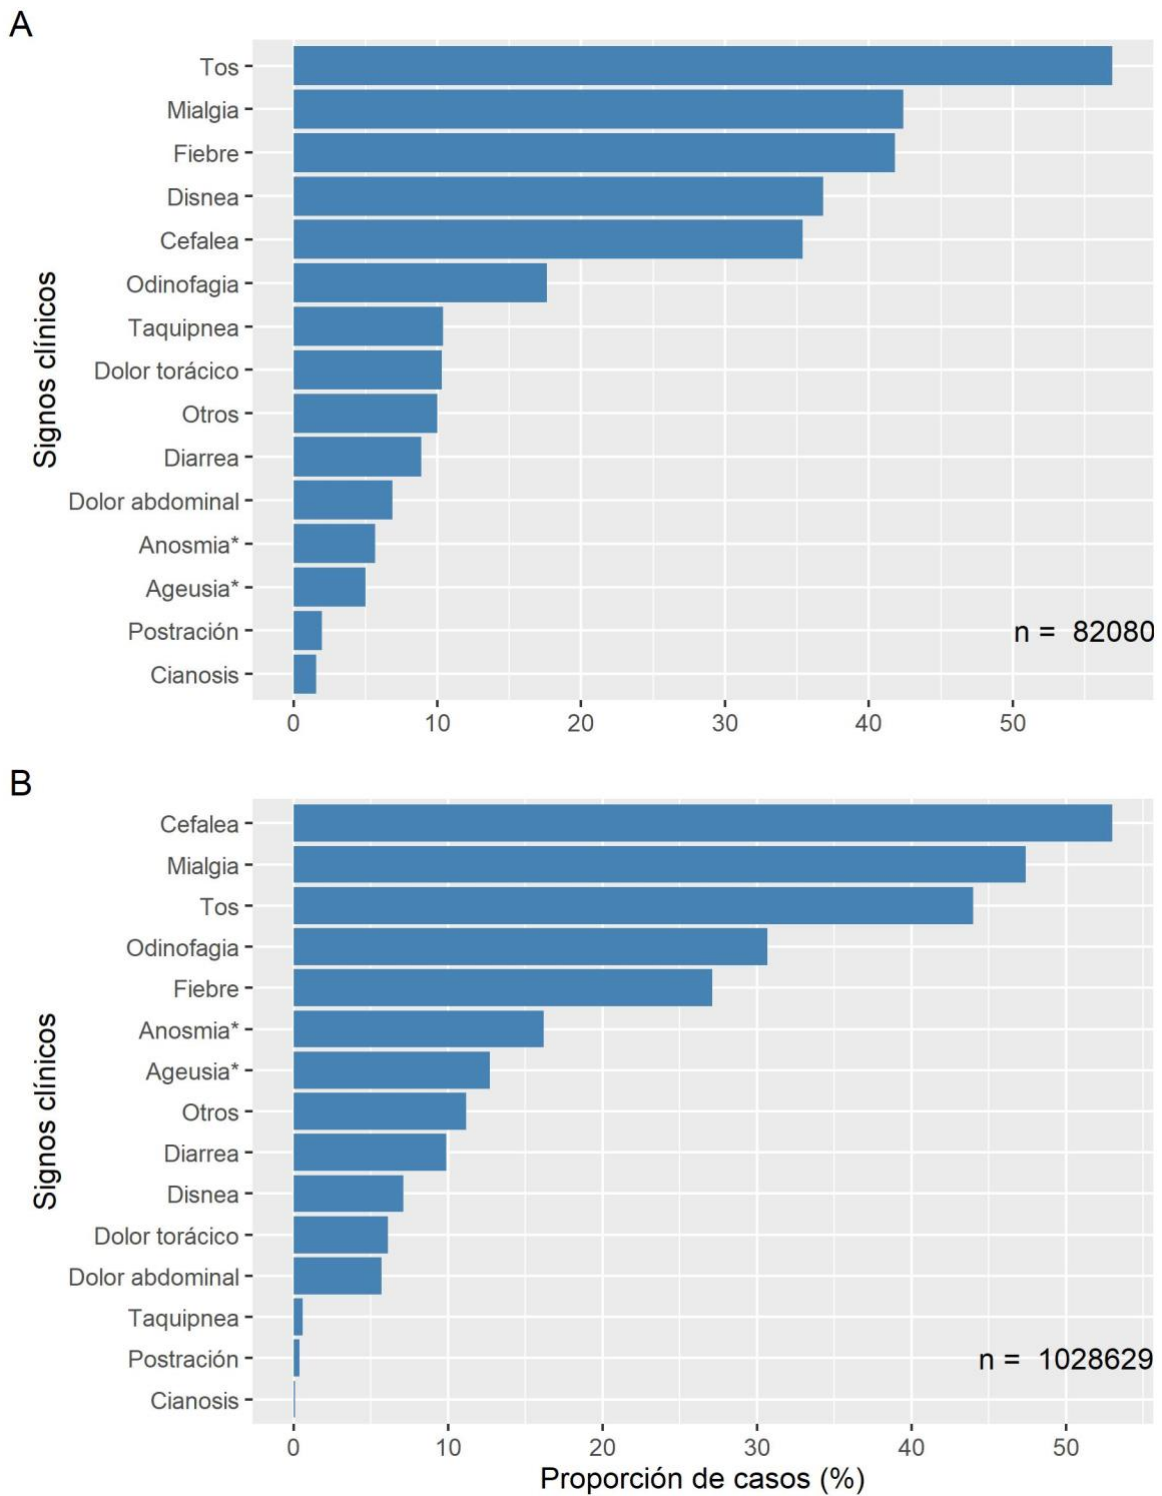 A
Signos clínicos
Tos
Mialgia
Fiebre
Disnea
Cefalea
Odinofagia
Taquipnea
Dolor torácico
Otros
Diarrea
Dolor abdominal
Anosmia*
Ageusia*
Postración
Cianosis
n = 82080
0 10 20 30 40 50
B
Signos clínicos
Cefalea
Mialgia
Tos
Odinofagia
Fiebre
Anosmia*
Ageusia*
Otros
Diarrea
Disnea
Dolor torácico
Dolor abdominal
Taquipnea
Postración
Cianosis
n = 1028629
0 10 20 30 40 50
Proporción de casos (%)